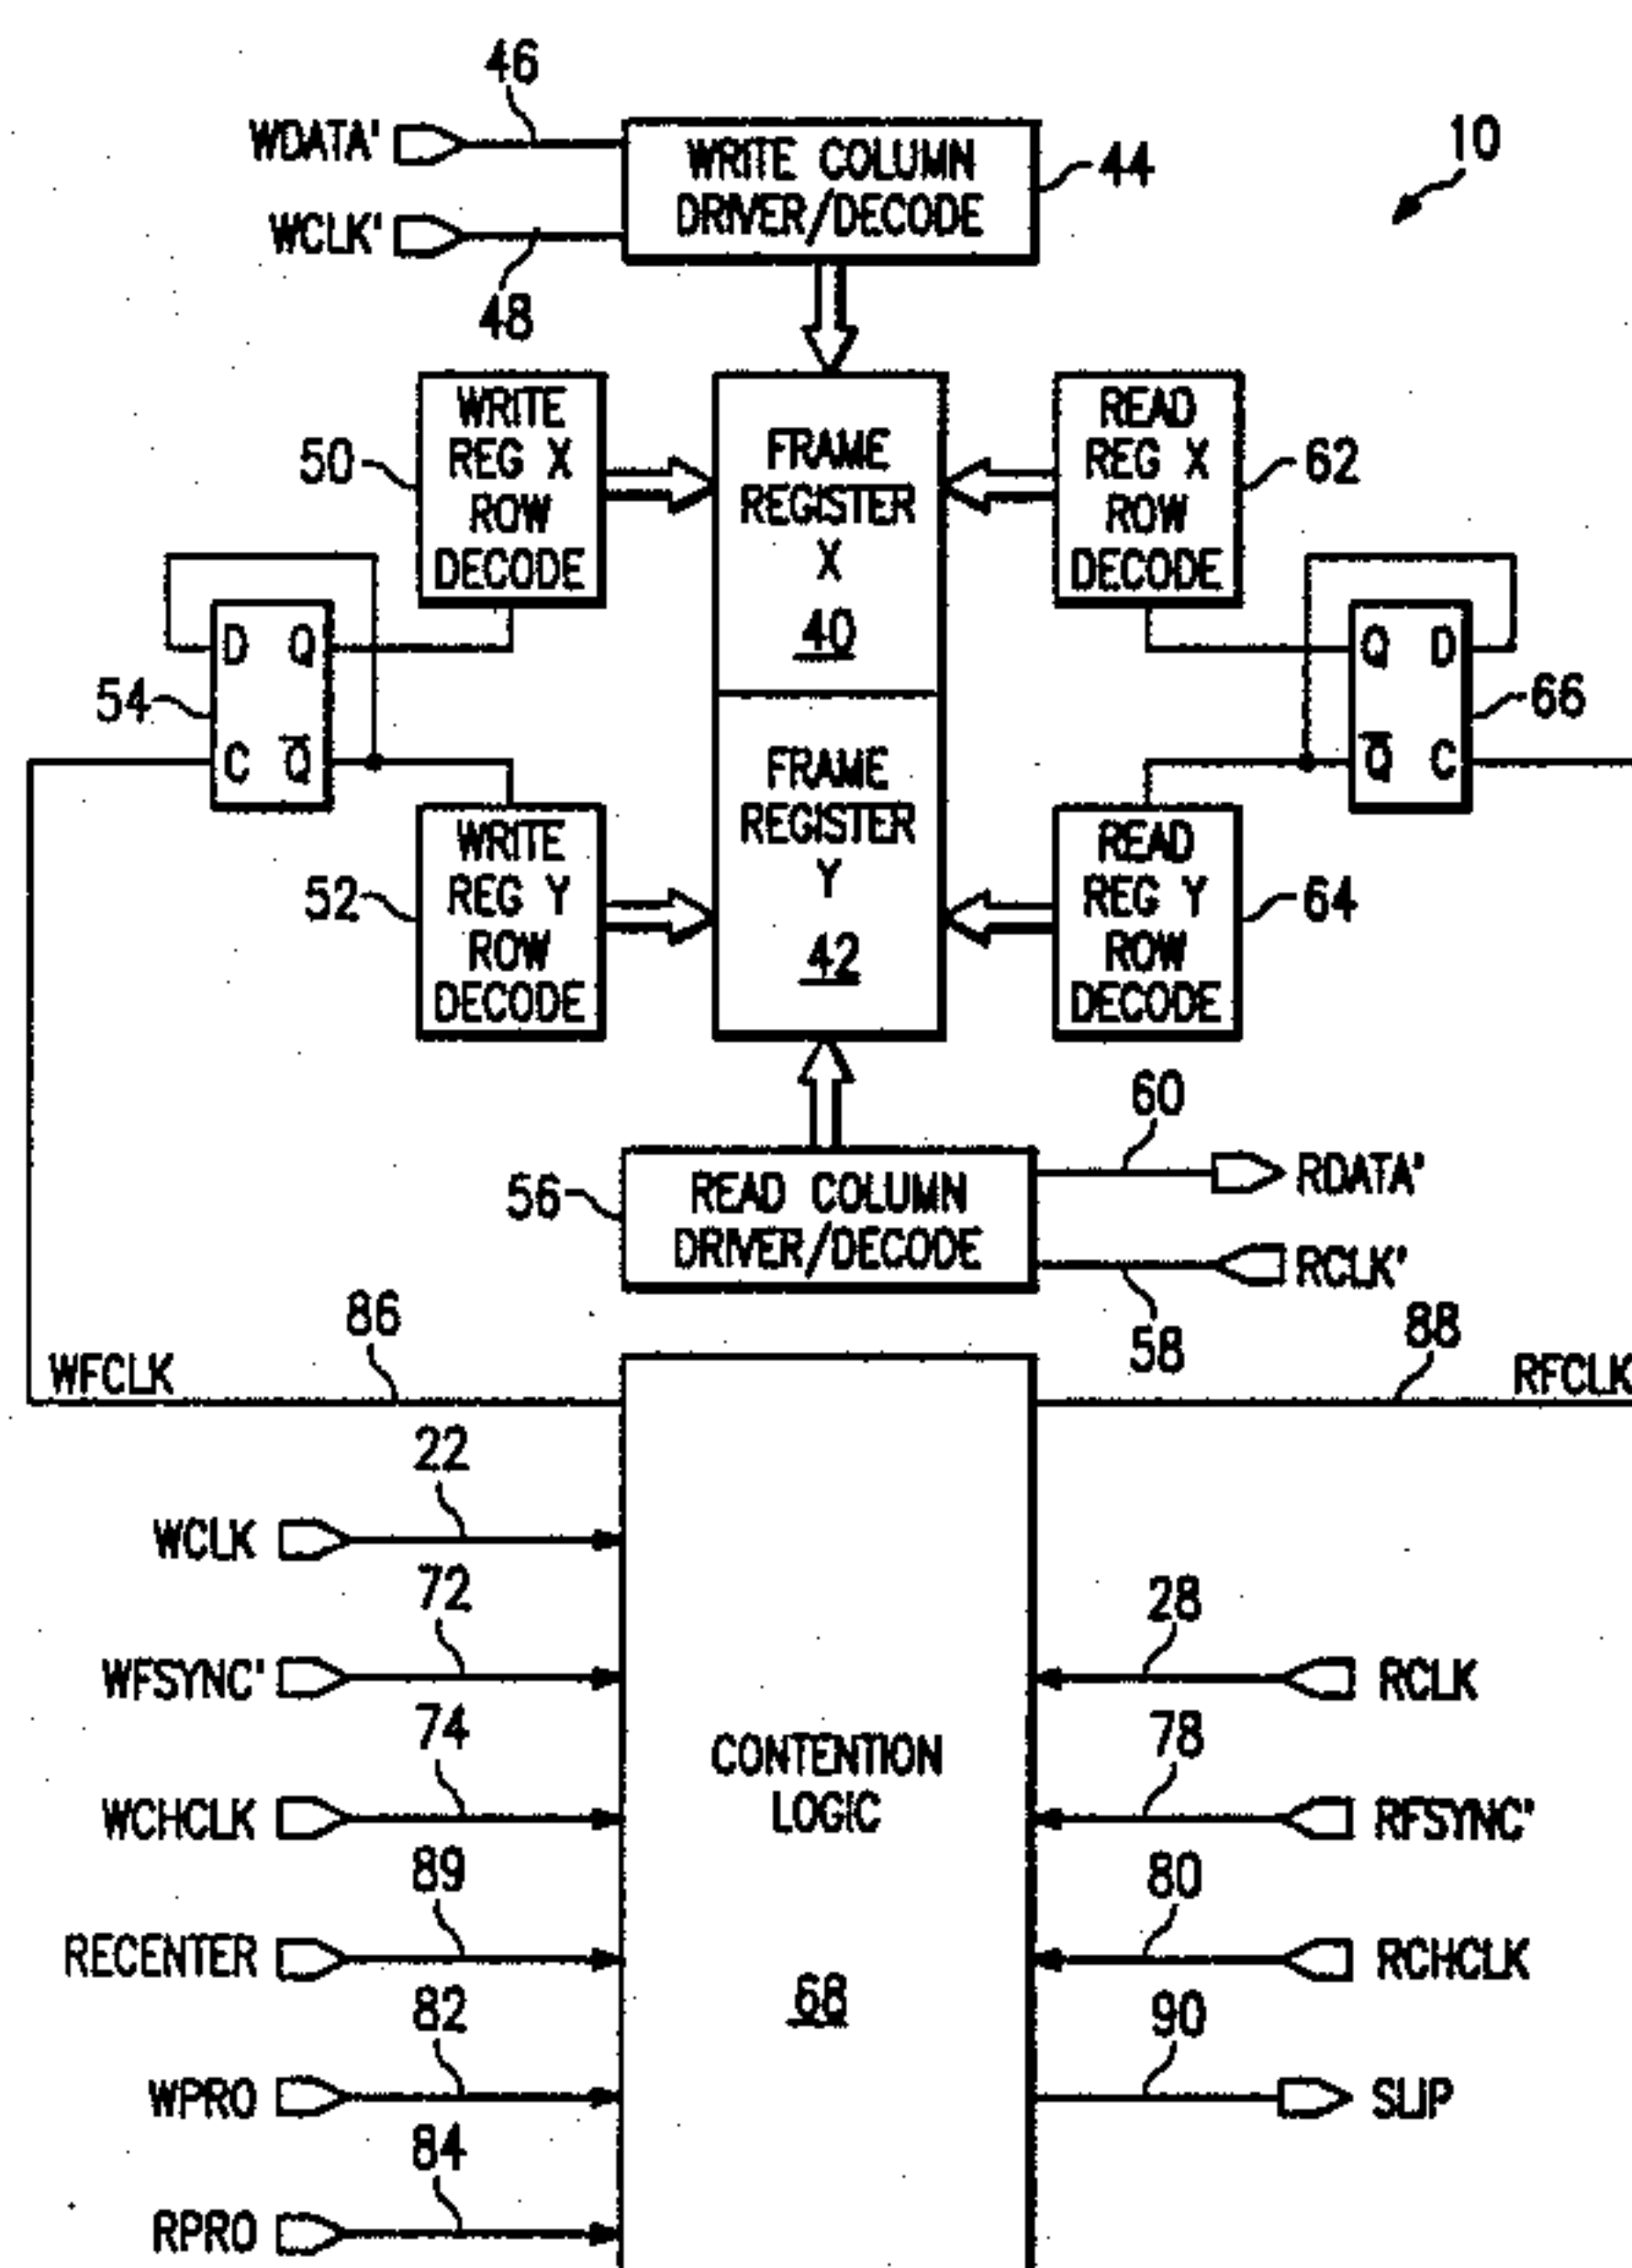 46
WDATA'
WRITE COLUMN
DRIVER/DECODE
44
10
WCLK'
48
WRITE
REG X
ROW
DECODE
50
FRAME
REGISTER
X
40
READ
REG X
ROW
DECODE
62
D Q
C Q̅
54
Q D
Q̅ C
66
WRITE
REG Y
ROW
DECODE
52
FRAME
REGISTER
Y
42
READ
REG Y
ROW
DECODE
64
60
56
READ COLUMN
DRIVER/DECODE
RDATA'
RCLK'
58
86
88
WFCLK
RFCLK
22
WCLK
72
28
WFSYNC'
RCLK
74
78
CONTENTION
LOGIC
WCHCLK
RFSYNC'
89
80
RECENTER
RCHCLK
68
82
90
WPRO
SLIP
84
RPRO